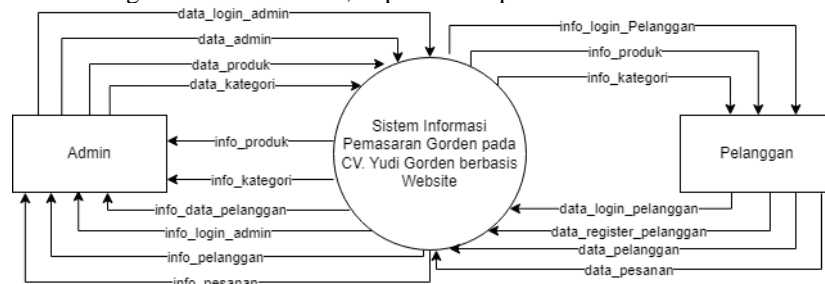 data_login_admin
data_admin
data_produk
data_kategori
info_login_Pelanggan
info_produk
info_kategori
Admin
Sistem Informasi
Pemasaran Gorden pada
CV. Yudi Gorden berbasis
Website
Pelanggan
info_produk
info_kategori
info_data_pelanggan
info_login_admin
info_pelanggan
info_pesanan
data_login_pelanggan
data_register_pelanggan
data_pelanggan
data_pesanan